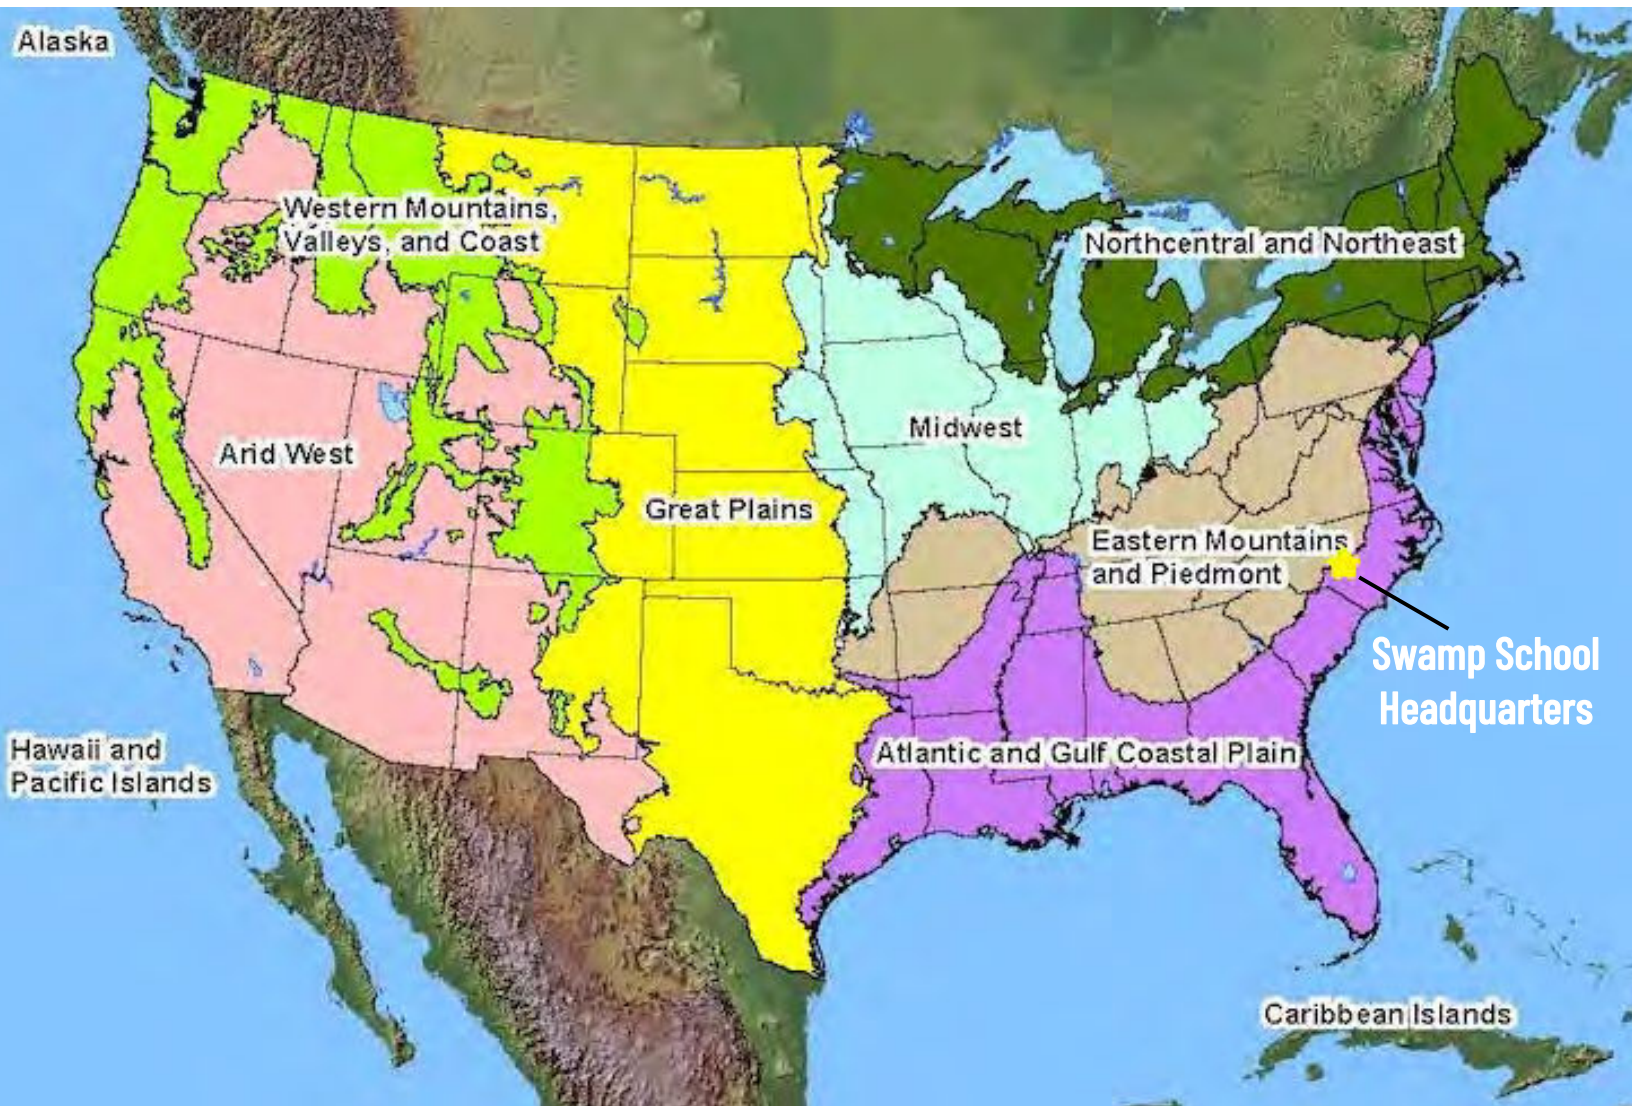 Alaska
Western Mountains,
Valleys, and Coast
Northcentral and Northeast
Arid West
Midwest
Great Plains
Eastern Mountains
and Piedmont
Swamp School
Headquarters
Hawaii and
Pacific Islands
Atlantic and Gulf Coastal Plain
Caribbean Islands